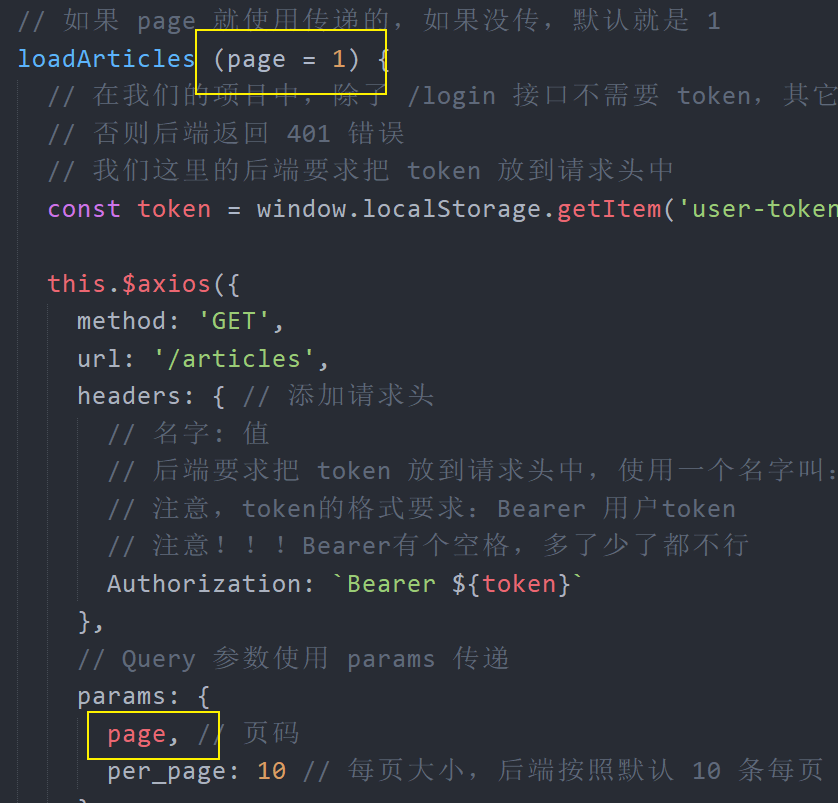 // 如果 page 就使用传递的，如果没传，默认就是 1
loadArticles (page = 1) {
// 在我们的项目中，除了 /login 接口不需要 token，其它
// 否则后端返回 401 错误
// 我们这里的后端要求把 token 放到请求头中
const token = window.localStorage.getItem('user-token
this.$axios({
method: 'GET',
url: '/articles',
headers: { // 添加请求头
// 名字: 值
// 后端要求把 token 放到请求头中，使用一个名字叫:
// 注意，token的格式要求: Bearer 用户token
// 注意！！！Bearer有个空格，多了少了都不行
Authorization: `Bearer ${token}`
},
// Query 参数使用 params 传递
params: {
page, // 页码
per_page: 10 // 每页大小，后端按照默认 10 条每页
}